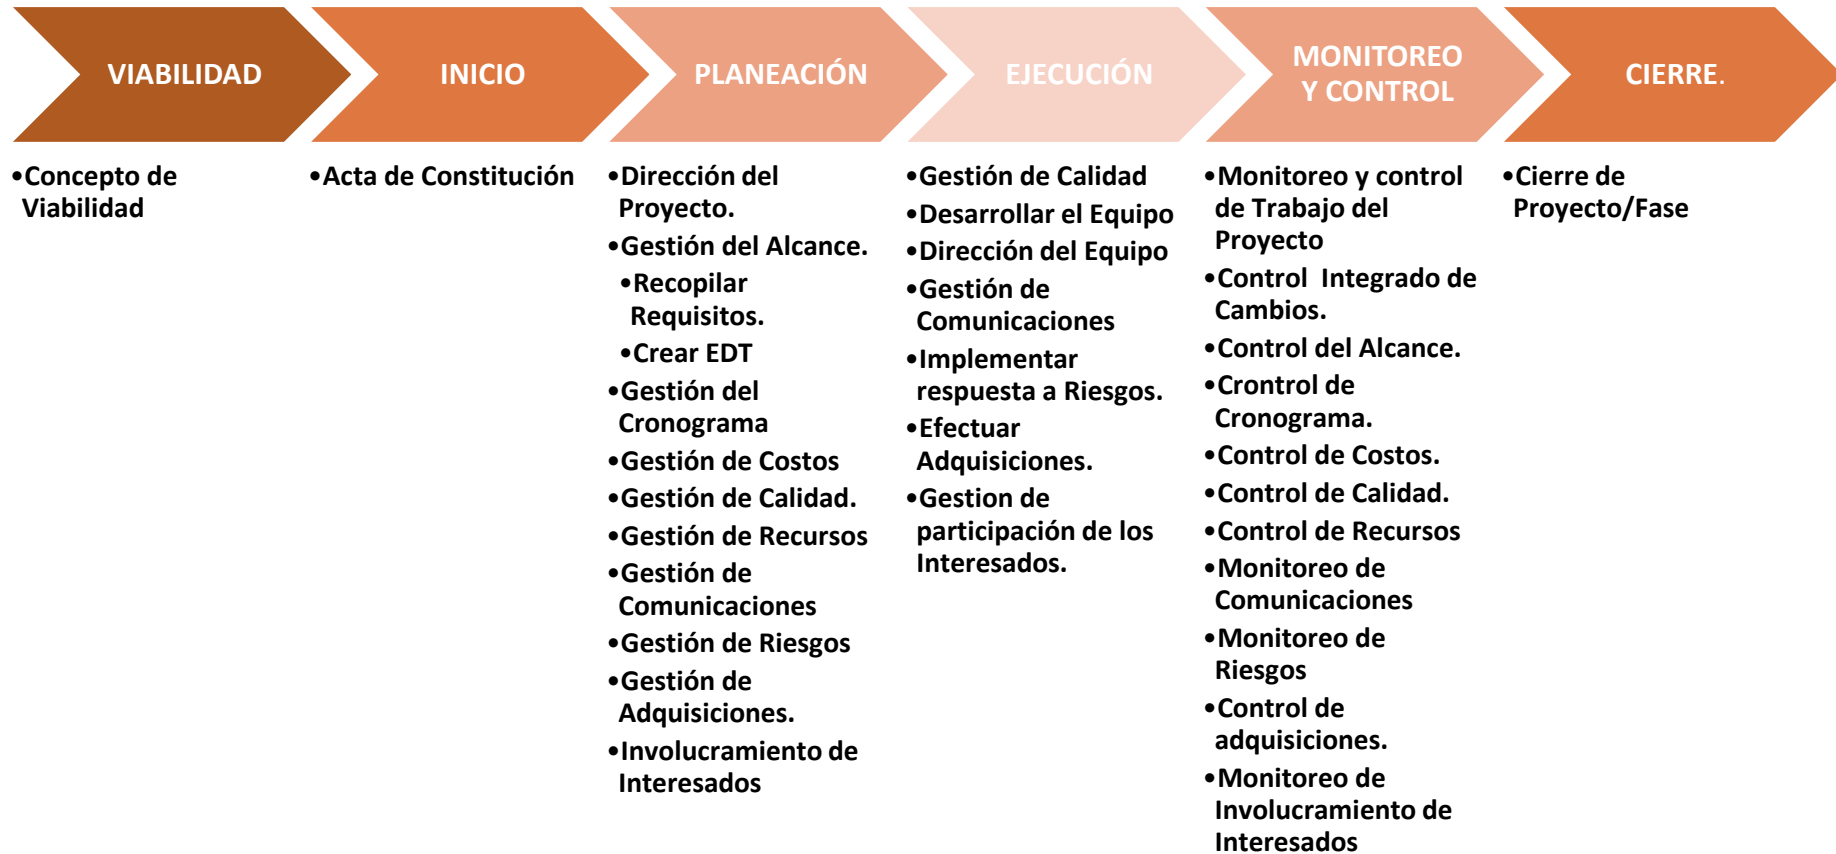 VIABILIDAD
•Concepto de
Viabilidad
INICIO
•Acta de Constitución
PLANEACIÓN
•Dirección del
Proyecto.
•Gestión del Alcance.
•Recopilar
Requisitos.
•Crear EDT
•Gestión del
Cronograma
•Gestión de Costos
•Gestión de Calidad.
•Gestión de Recursos
•Gestión de
Comunicaciones
•Gestión de Riesgos
•Gestión de
Adquisiciones.
•Involucramiento de
Interesados
EJECUCIÓN
•Gestión de Calidad
•Desarrollar el Equipo
•Dirección del Equipo
•Gestión de
Comunicaciones
•Implementar
respuesta a Riesgos.
•Efectuar
Adquisiciones.
•Gestion de
participación de los
Interesados.
MONITOREO
Y CONTROL
•Monitoreo y control
de Trabajo del
Proyecto
•Control  Integrado de
Cambios.
•Control del Alcance.
•Crontrol de
Cronograma.
•Control de Costos.
•Control de Calidad.
•Control de Recursos
•Monitoreo de
Comunicaciones
•Monitoreo de
Riesgos
•Control de
adquisiciones.
•Monitoreo de
Involucramiento de
Interesados
CIERRE.
•Cierre de
Proyecto/Fase